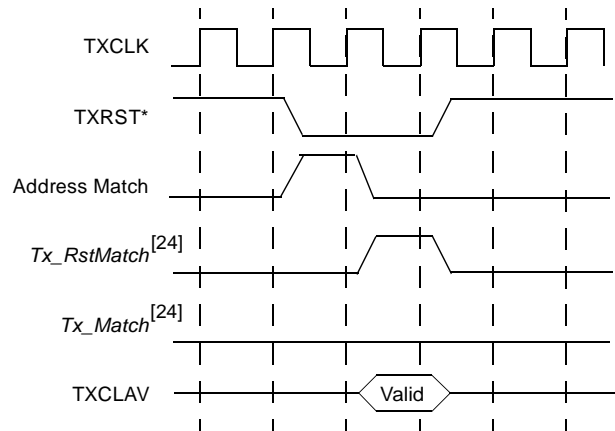 TXCLK
TXRST*
Address Match
Tx_RstMatch[24]
Tx_Match[24]
TXCLAV
Valid